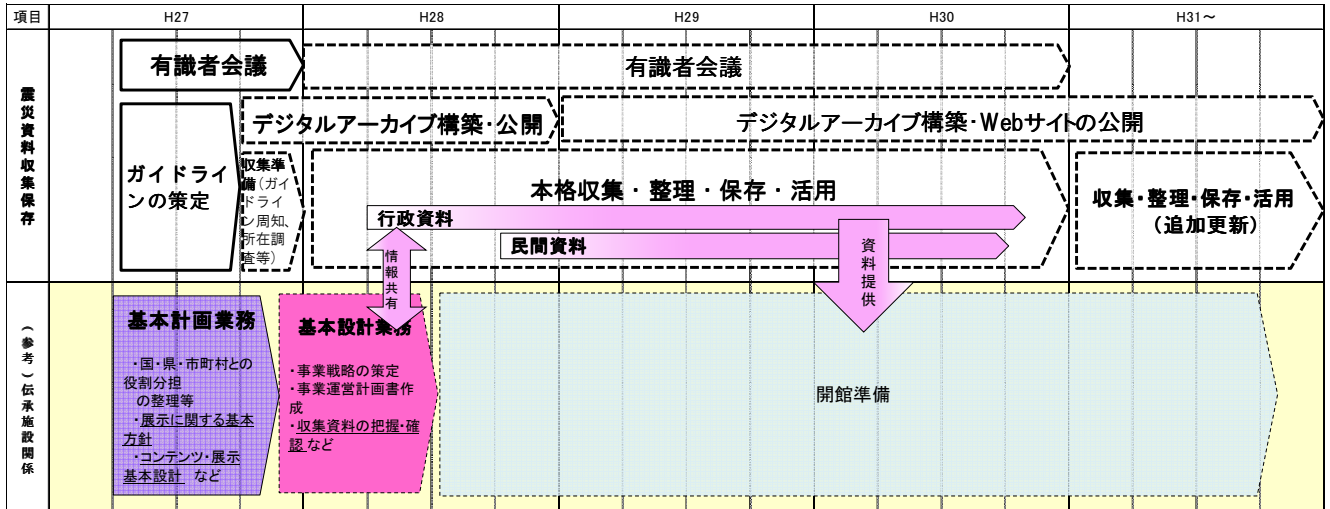 項目
H27
H28
H29
H30
H31～
震災資料収集保存
有識者会議
有識者会議
デジタルアーカイブ構築・公開
デジタルアーカイブ構築・Webサイトの公開
ガイドライ
ンの策定
収集準
備(ガイ
ドライ
ン周知、
所在調
査等)
本格収集・整理・保存・活用
行政資料
民間資料
収集・整理・保存・活用
(追加更新)
情報共有
資料提供
(参考)伝承施設関係
基本計画業務
・国・県・市町村との
役割分担
の整理等
・展示に関する基本
方針
・コンテンツ・展示
基本設計 など
基本設計業務
・事業戦略の策定
・事業運営計画書作
成
・収集資料の把握・確
認など
開館準備